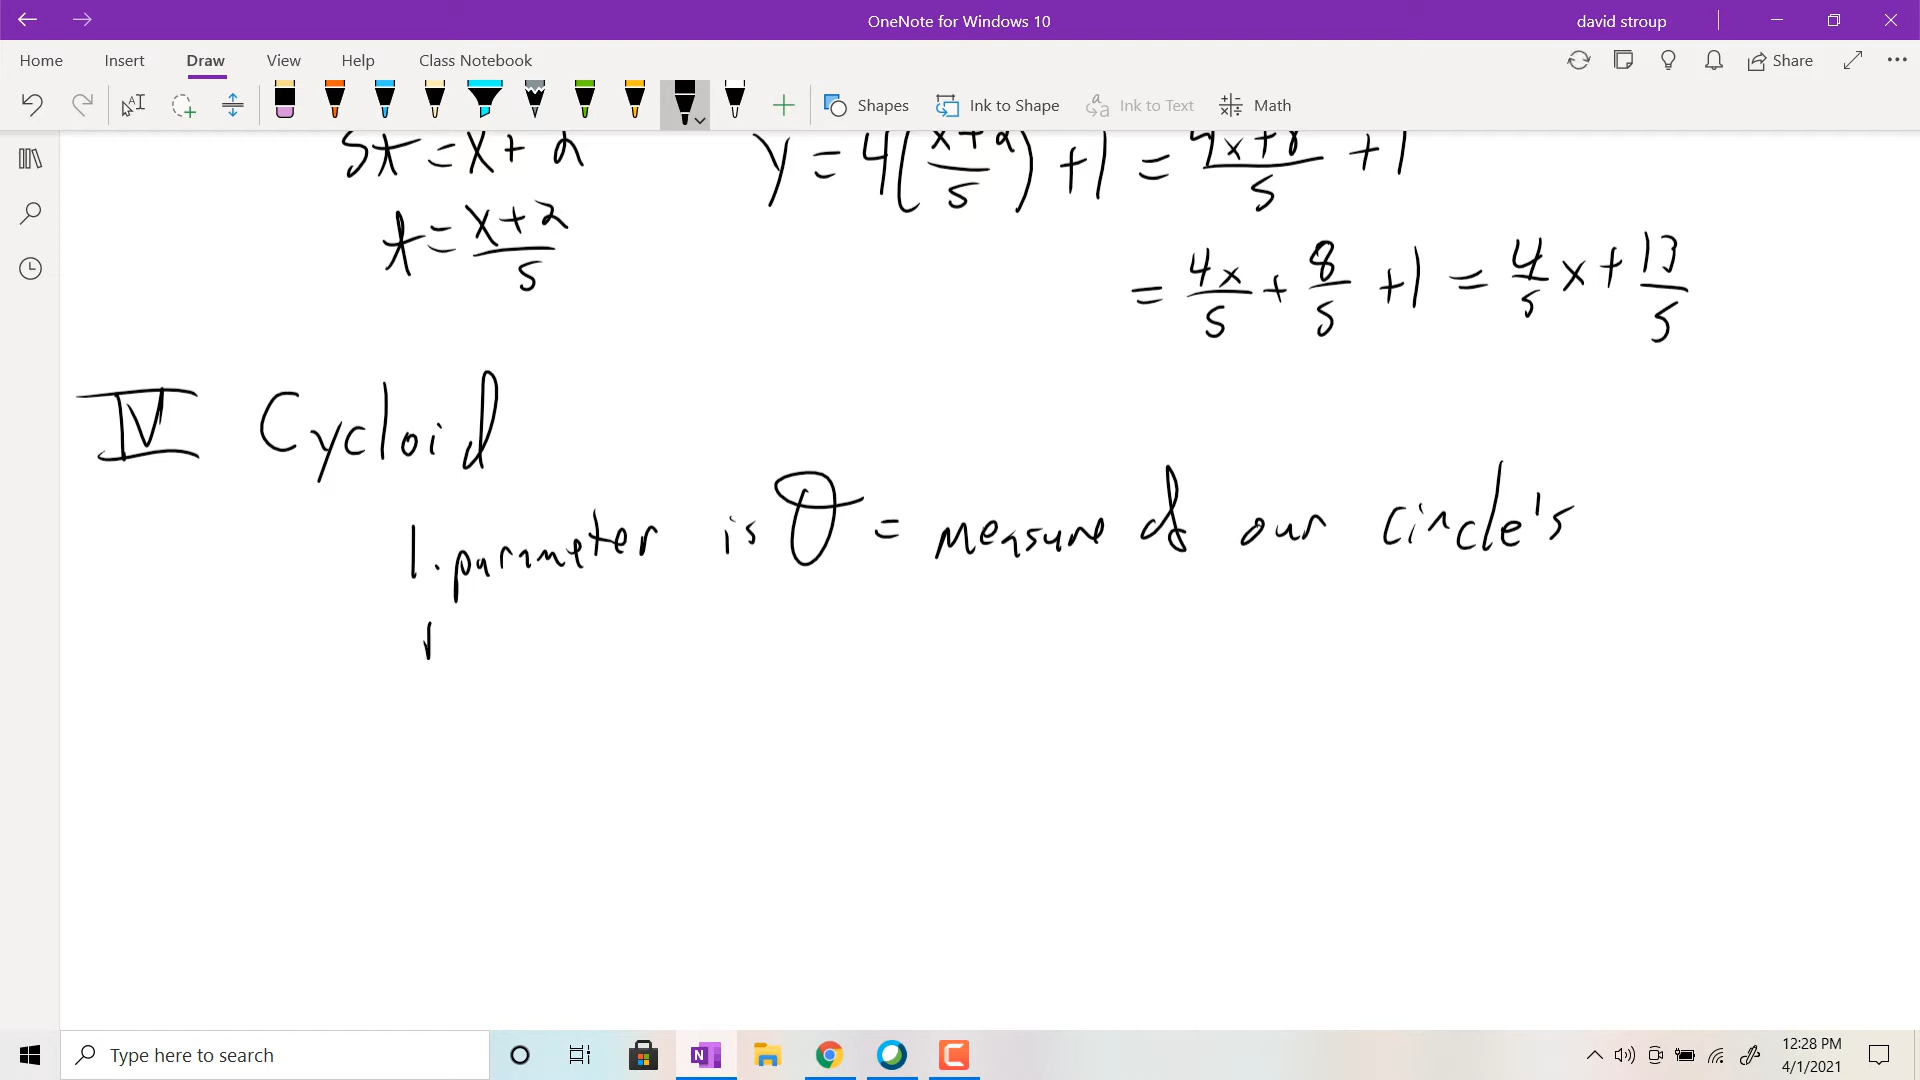 OneNote for Windows 10
david stroup
Home Insert Draw View Help Class Notebook
Share
Shapes Ink to Shape Ink to Text Math
5t = x + 2
y = 4(x+2/5) + 1 = 4x+8/5 + 1
t = x+2/5
= 4x/5 + 8/5 + 1 = 4/5 x + 13/5
IV Cycloid
1. parameter is θ = measure of our circle's
Type here to search
12:28 PM
4/1/2021